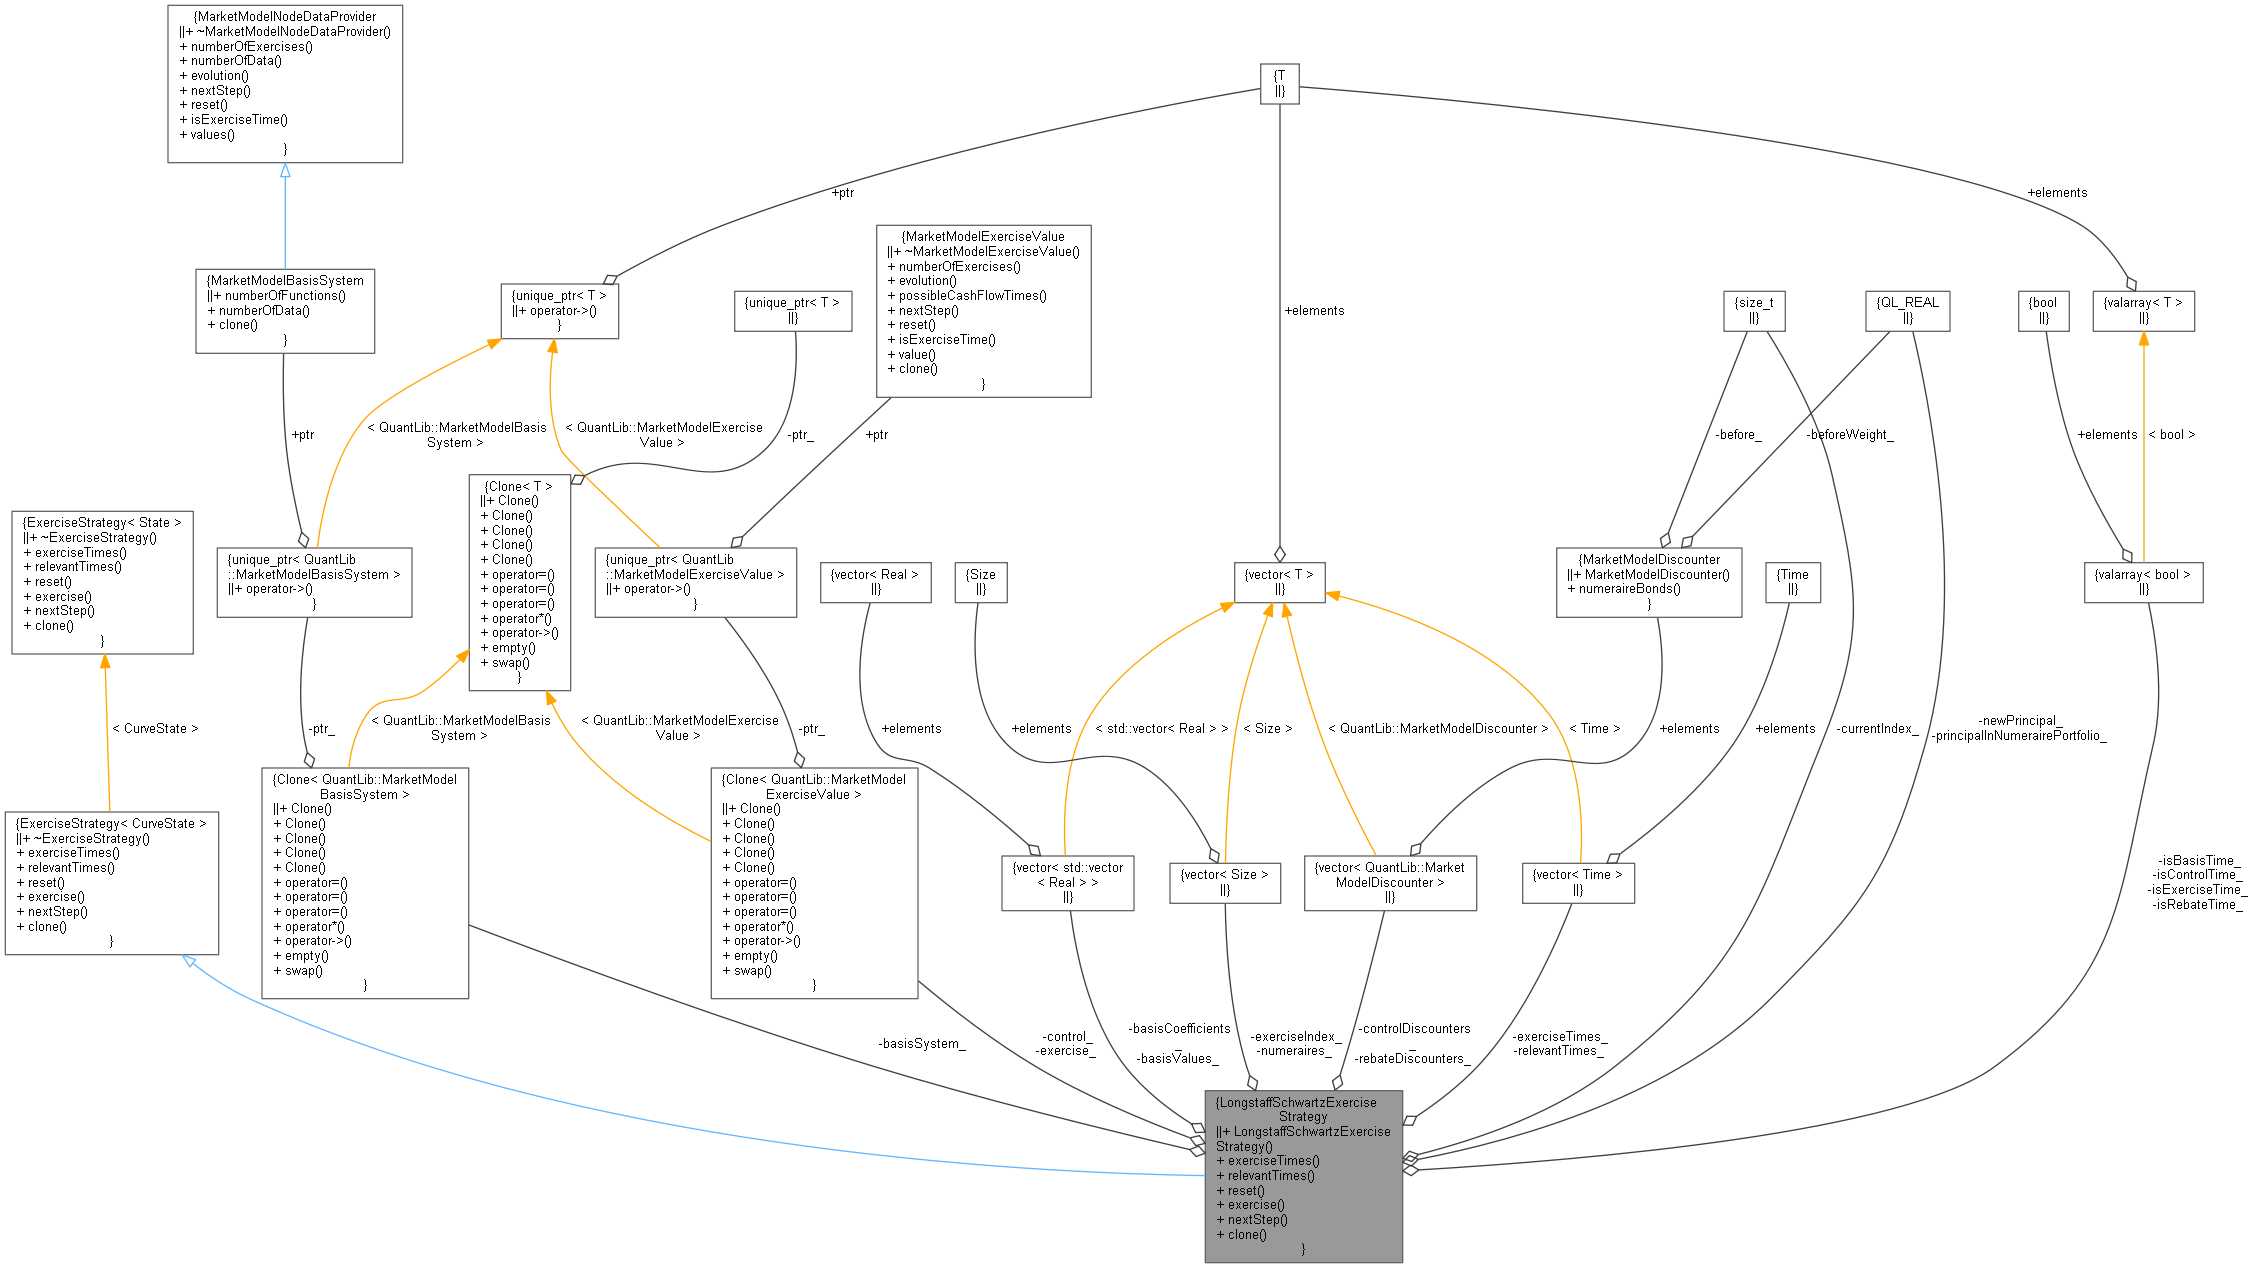 {MarketModelNodeDataProvider
||+ ~MarketModelNodeDataProvider()
+ numberOfExercises()
+ numberOfData()
+ evolution()
+ nextStep()
+ reset()
+ isExerciseTime()
+ values()
}
{T
||}
+ptr
+elements
{MarketModelExerciseValue
||+ ~MarketModelExerciseValue()
+ numberOfExercises()
+ evolution()
+ possibleCashFlowTimes()
+ nextStep()
+ reset()
+ isExerciseTime()
+ value()
+ clone()
}
{MarketModelBasisSystem
||+ numberOfFunctions()
+ numberOfData()
+ clone()
}
{unique_ptr< T >
||+ operator->()
}
{unique_ptr< T >
||}
+elements
{size_t
||}
{QL_REAL
||}
{bool
||}
{valarray< T >
||}
+ptr
< QuantLib::MarketModelBasis
System >
< QuantLib::MarketModelExercise
Value >
-ptr_
+ptr
-before_
-beforeWeight_
+elements
< bool >
{Clone< T >
||+ Clone()
+ Clone()
+ Clone()
+ Clone()
+ Clone()
+ operator=()
+ operator=()
+ operator=()
+ operator*()
+ operator->()
+ empty()
+ swap()
}
{ExerciseStrategy< State >
||+ ~ExerciseStrategy()
+ exerciseTimes()
+ relevantTimes()
+ reset()
+ exercise()
+ nextStep()
+ clone()
}
{unique_ptr< QuantLib
::MarketModelBasisSystem >
||+ operator->()
}
{unique_ptr< QuantLib
::MarketModelExerciseValue >
||+ operator->()
}
{vector< Real >
||}
{Size
||}
{vector< T >
||}
{MarketModelDiscounter
||+ MarketModelDiscounter()
+ numeraireBonds()
}
{Time
||}
{valarray< bool >
||}
< CurveState >
-ptr_
< QuantLib::MarketModelBasis
System >
< QuantLib::MarketModelExercise
Value >
-ptr_
+elements
+elements
< std::vector< Real > >
< Size >
< QuantLib::MarketModelDiscounter >
< Time >
+elements
+elements
-currentIndex_
-newPrincipal_
-principalInNumerairePortfolio_
{ExerciseStrategy< CurveState >
||+ ~ExerciseStrategy()
+ exerciseTimes()
+ relevantTimes()
+ reset()
+ exercise()
+ nextStep()
+ clone()
}
{Clone< QuantLib::MarketModel
BasisSystem >
||+ Clone()
+ Clone()
+ Clone()
+ Clone()
+ Clone()
+ operator=()
+ operator=()
+ operator=()
+ operator*()
+ operator->()
+ empty()
+ swap()
}
{Clone< QuantLib::MarketModel
ExerciseValue >
||+ Clone()
+ Clone()
+ Clone()
+ Clone()
+ Clone()
+ operator=()
+ operator=()
+ operator=()
+ operator*()
+ operator->()
+ empty()
+ swap()
}
{vector< std::vector
< Real > >
||}
{vector< Size >
||}
{vector< QuantLib::Market
ModelDiscounter >
||}
{vector< Time >
||}
-isBasisTime_
-isControlTime_
-isExerciseTime_
-isRebateTime_
-basisSystem_
-control_
-exercise_
-basisCoefficients
_
-basisValues_
-exerciseIndex_
-numeraires_
-controlDiscounters
_
-rebateDiscounters_
-exerciseTimes_
-relevantTimes_
{LongstaffSchwartzExercise
Strategy
||+ LongstaffSchwartzExercise
Strategy()
+ exerciseTimes()
+ relevantTimes()
+ reset()
+ exercise()
+ nextStep()
+ clone()
}